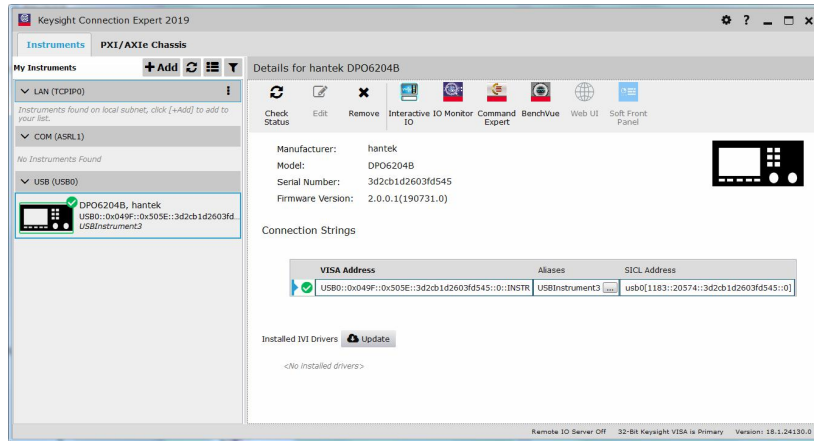 Keysight Connection Expert 2019
Instruments PXI/AXIe Chassis
My Instruments
+Add
LAN (TCPIP0)
Instruments found on local subnet, click [+Add] to add to
your list.
COM (ASRL1)
No Instruments Found
USB (USB0)
DPO6204B, hantek
USB0::0x049F::0x505E::3d2cb1d2603fd...
USBInstrument3
Details for hantek DPO6204B
Check
Status
Edit
Remove
Interactive
IO
IO Monitor
Command
Expert
BenchVue
Web UI
Soft Front
Panel
Manufacturer: hantek
Model: DPO6204B
Serial Number: 3d2cb1d2603fd545
Firmware Version: 2.0.0.1(190731.0)
Connection Strings
VISA Address Aliases SICL Address
USB0::0x049F::0x505E::3d2cb1d2603fd545::0::INSTR USBInstrument3 ... usb0[1183::20574::3d2cb1d2603fd545::0]
Installed IVI Drivers Update
<No installed drivers>
Remote IO Server Off 32-Bit Keysight VISA is Primary Version: 18.1.24130.0